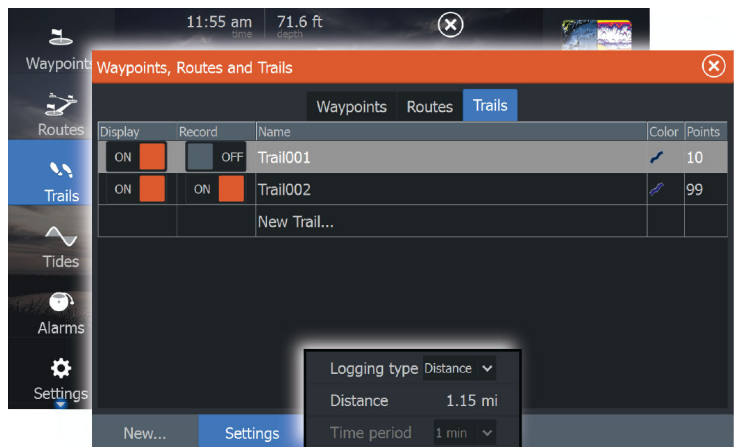 11:55 am
time
71.6 ft
depth
Waypoints
Routes
Trails
Tides
Alarms
Settings
Waypoints, Routes and Trails
Waypoints Routes Trails
Display Record Name Color Points
ON OFF Trail001 10
ON ON Trail002 99
New Trail...
Logging type Distance
Distance 1.15 mi
Time period 1 min
New... Settings